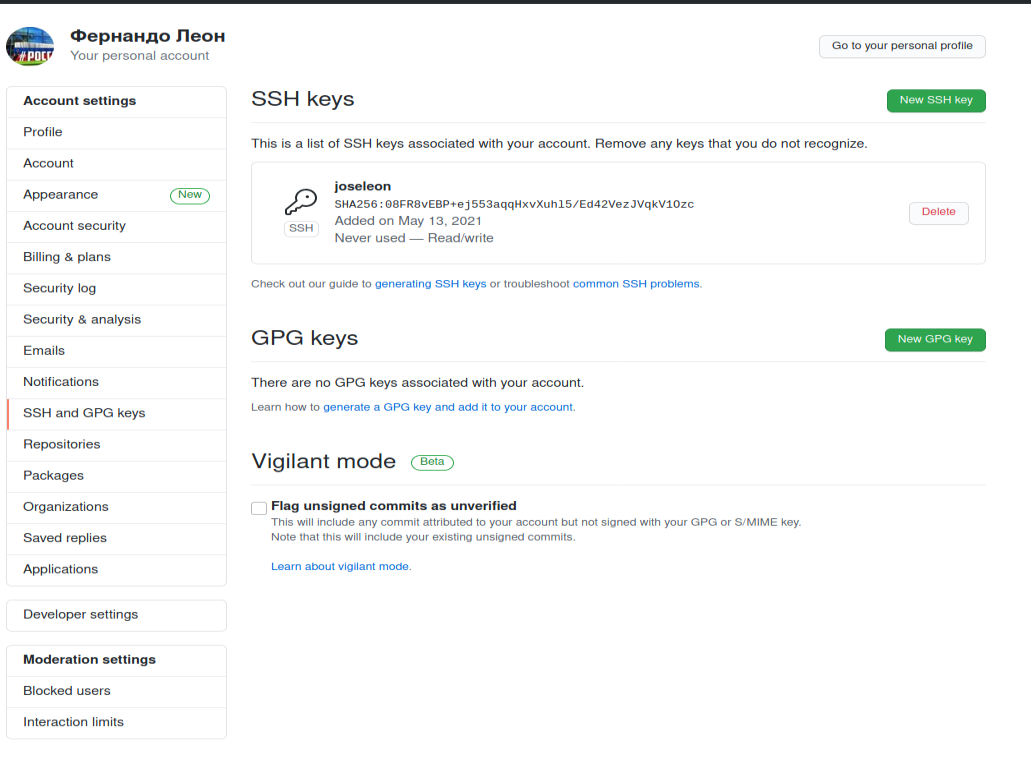 Фернандо Леон
Your personal account
Go to your personal profile
Account settings
Profile
Account
Appearance New
Account security
Billing & plans
Security log
Security & analysis
Emails
Notifications
SSH and GPG keys
Repositories
Packages
Organizations
Saved replies
Applications
Developer settings
Moderation settings
Blocked users
Interaction limits
SSH keys
New SSH key
This is a list of SSH keys associated with your account. Remove any keys that you do not recognize.
joseleon
SHA256:08FR8vEBP+ej553aqqHxvXuhl5/Ed42VezJVqkV1Ozc
Added on May 13, 2021
Never used — Read/write
SSH
Delete
Check out our guide to generating SSH keys or troubleshoot common SSH problems.
GPG keys
New GPG key
There are no GPG keys associated with your account.
Learn how to generate a GPG key and add it to your account.
Vigilant mode Beta
Flag unsigned commits as unverified
This will include any commit attributed to your account but not signed with your GPG or S/MIME key.
Note that this will include your existing unsigned commits.
Learn about vigilant mode.